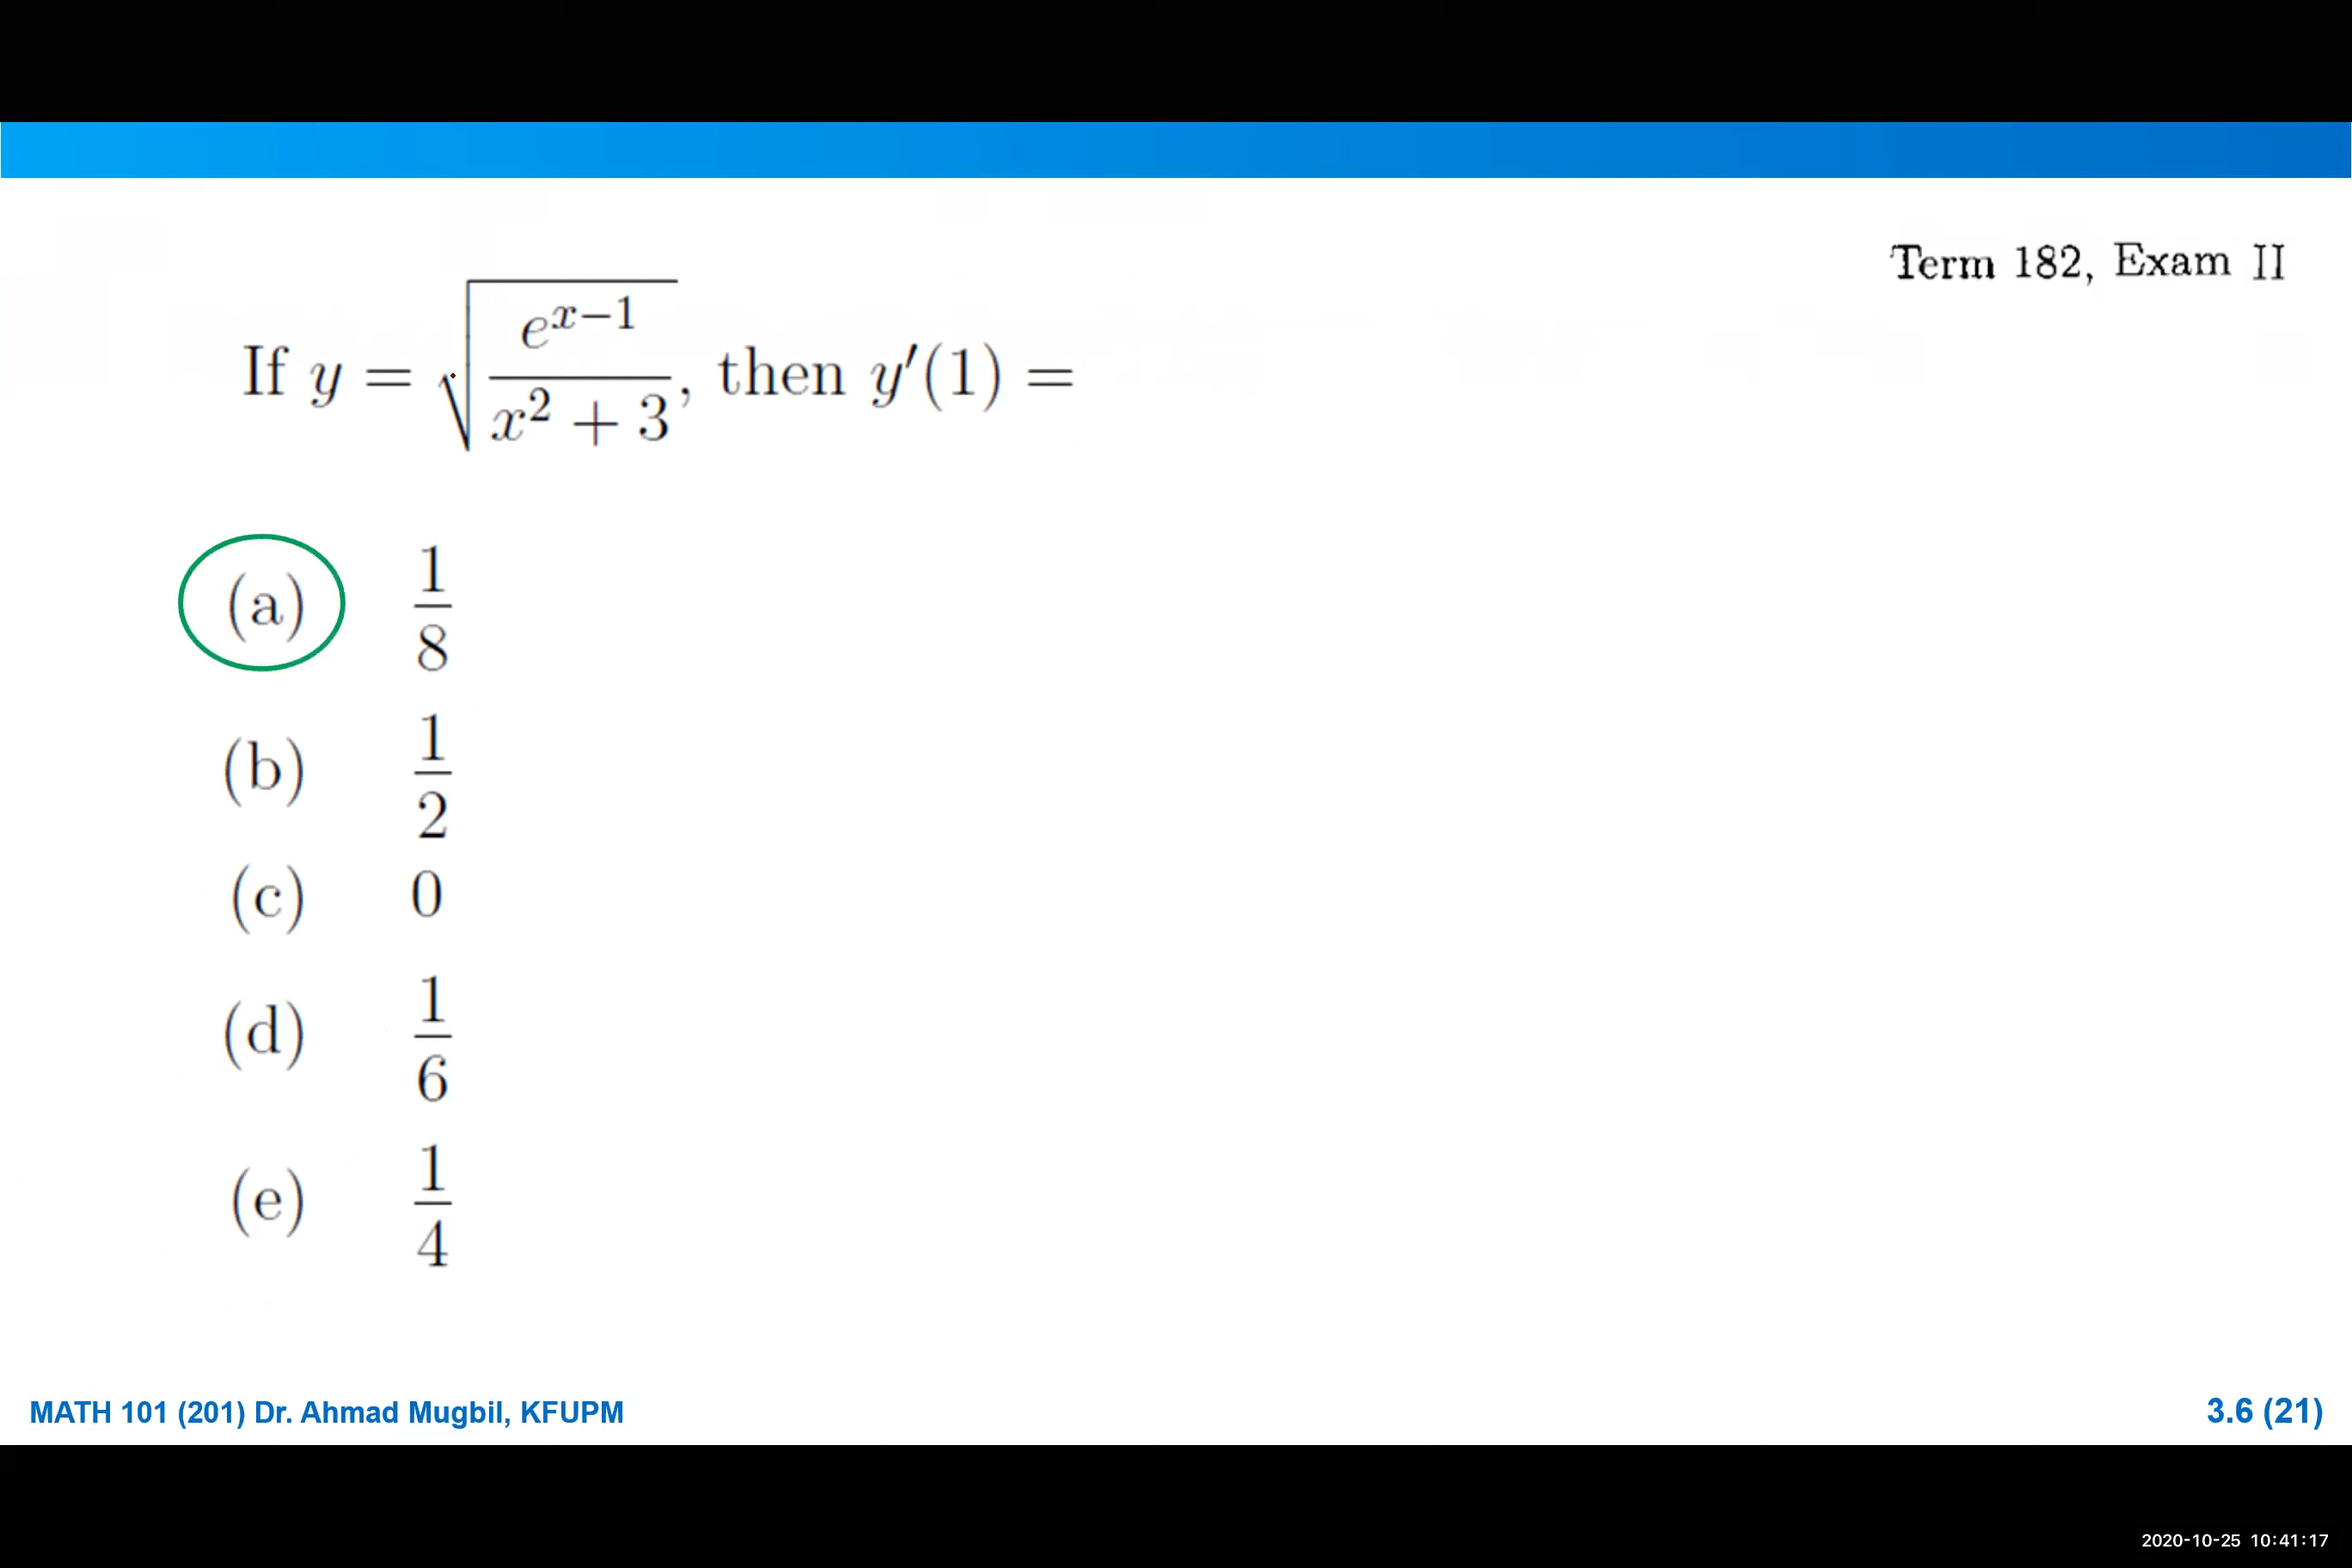 Term 182, Exam II
If y = √(e^(x−1)/(x² + 3)), then y′(1) =
(a) 1/8
(b) 1/2
(c) 0
(d) 1/6
(e) 1/4
MATH 101 (201) Dr. Ahmad Mugbil, KFUPM
3.6 (21)
2020-10-25 10:41:17